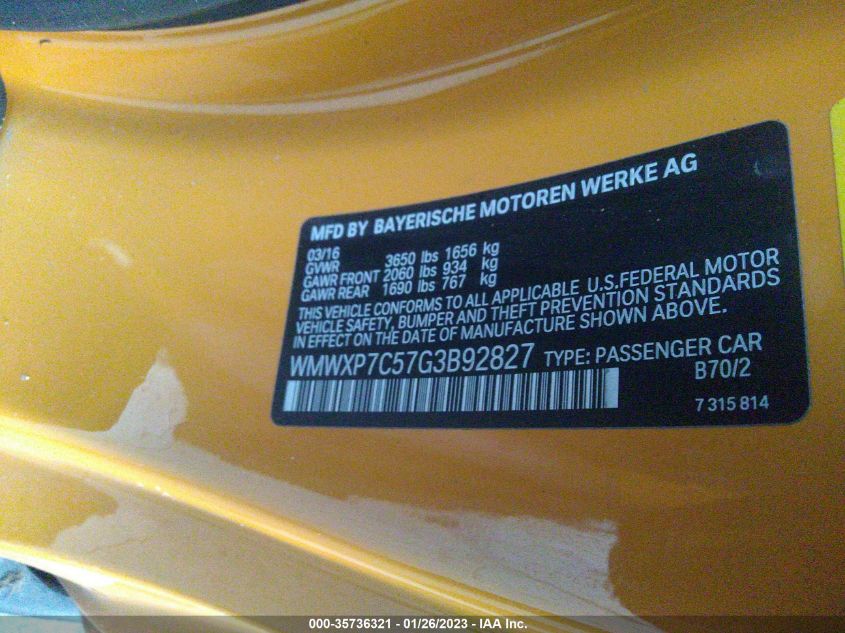 MFD BY BAYERISCHE MOTOREN WERKE AG
03/16
GVWR 3650 lbs 1656 kg
GAWR FRONT 2060 lbs 934 kg
GAWR REAR 1690 lbs 767 kg
THIS VEHICLE CONFORMS TO ALL APPLICABLE U.S.FEDERAL MOTOR
VEHICLE SAFETY, BUMPER AND THEFT PREVENTION STANDARDS
IN EFFECT ON THE DATE OF MANUFACTURE SHOWN ABOVE.
WMWXP7C57G3B92827 TYPE: PASSENGER CAR
B70/2
7 315 814
000-35736321 - 01/26/2023 - IAA Inc.